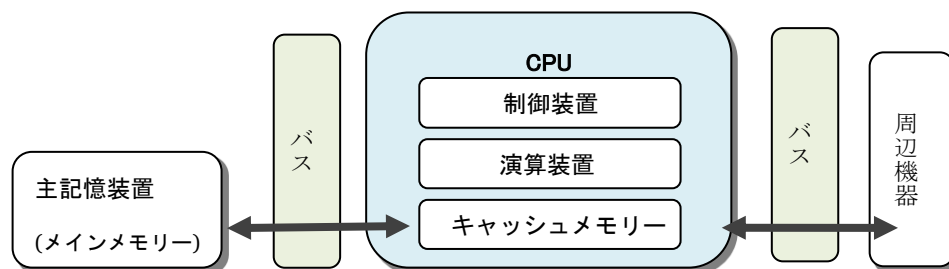 主記憶装置
(メインメモリー)
バス
CPU
制御装置
演算装置
キャッシュメモリー
バス
周辺機器